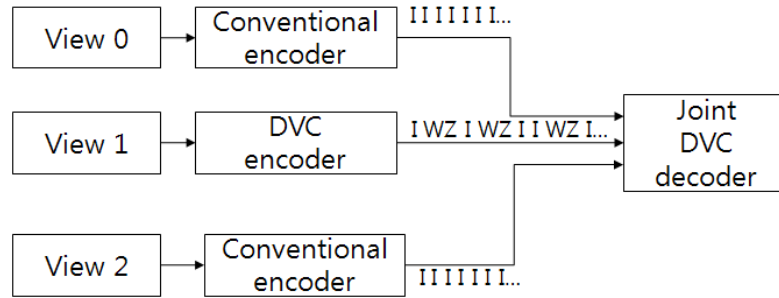 View 0
Conventional
encoder
I I I I I I I...
View 1
DVC
encoder
I WZ I WZ I I WZ I...
Joint
DVC
decoder
View 2
Conventional
encoder
I I I I I I I...